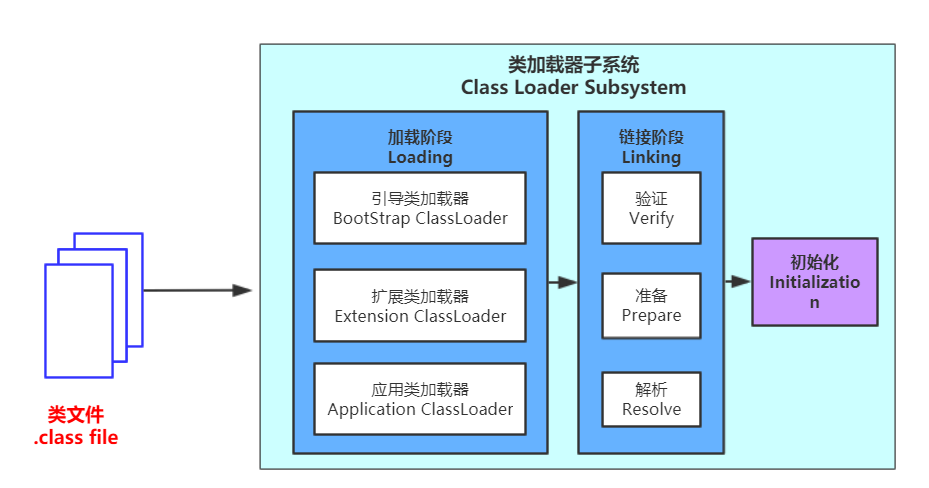 类加载器子系统
Class Loader Subsystem
加载阶段
Loading
引导类加载器
BootStrap ClassLoader
扩展类加载器
Extension ClassLoader
应用类加载器
Application ClassLoader
链接阶段
Linking
验证
Verify
准备
Prepare
解析
Resolve
初始化
Initializatio
n
类文件
.class file